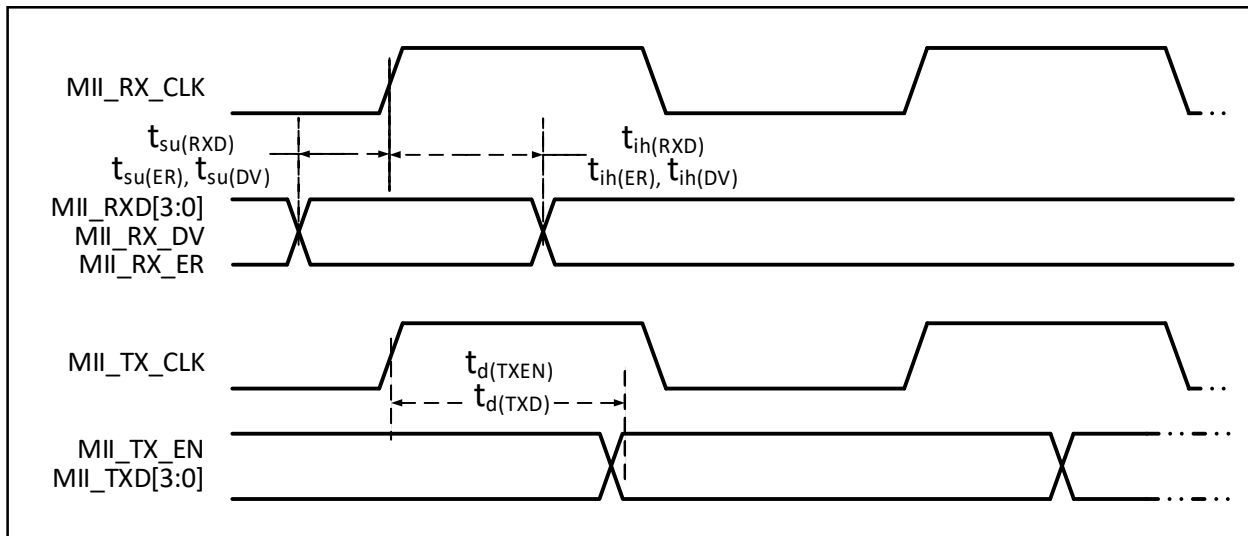 MII_RX_CLK
tsu(RXD)
tsu(ER), tsu(DV)
tih(RXD)
tih(ER), tih(DV)
MII_RXD[3:0]
MII_RX_DV
MII_RX_ER
MII_TX_CLK
td(TXEN)
td(TXD)
MII_TX_EN
MII_TXD[3:0]